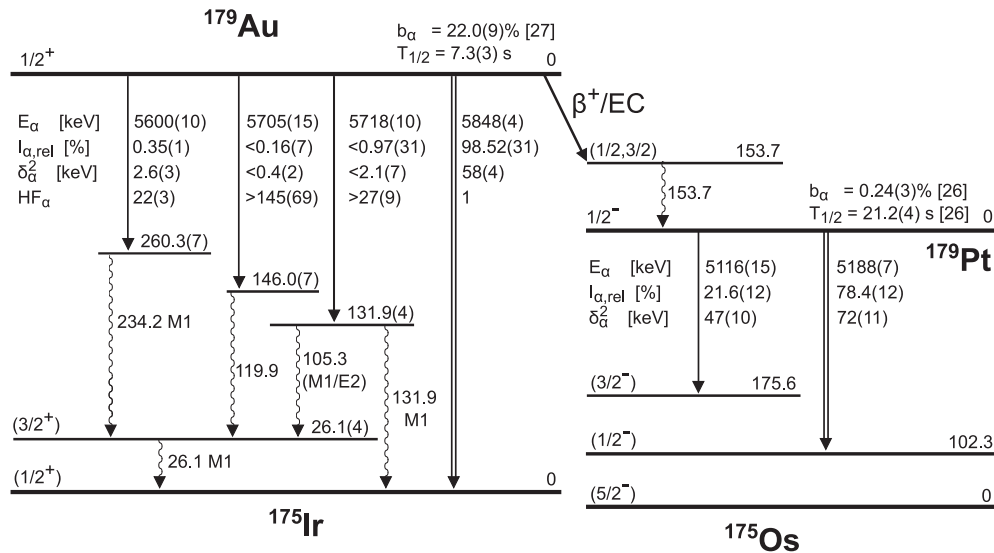 ¹⁷⁹Au
bα = 22.0(9)% [27]
T₁/₂ = 7.3(3) s
1/2⁺ 0
β⁺/EC
Eα [keV] 5600(10) 5705(15) 5718(10) 5848(4)
Iα,rel [%] 0.35(1) <0.16(7) <0.97(31) 98.52(31)
δ²α [keV] 2.6(3) <0.4(2) <2.1(7) 58(4)
HFα 22(3) >145(69) >27(9) 1
260.3(7)
146.0(7)
131.9(4)
234.2 M1
119.9
105.3
(M1/E2)
131.9
M1
(3/2⁺) 26.1(4)
26.1 M1
(1/2⁺) 0
¹⁷⁵Ir
(1/2,3/2) 153.7
153.7
bα = 0.24(3)% [26]
T₁/₂ = 21.2(4) s [26]
1/2⁻ 0
¹⁷⁹Pt
Eα [keV] 5116(15) 5188(7)
Iα,rel [%] 21.6(12) 78.4(12)
δ²α [keV] 47(10) 72(11)
(3/2⁻) 175.6
(1/2⁻) 102.3
(5/2⁻) 0
¹⁷⁵Os